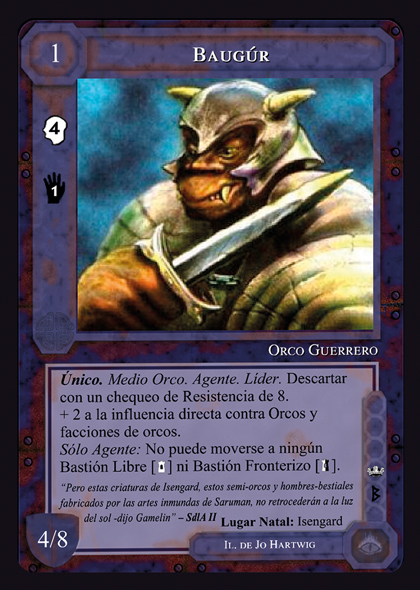 1
BAUGÚR
4
1
ORCO GUERRERO
Único. Medio Orco. Agente. Líder. Descartar
con un chequeo de Resistencia de 8.
+ 2 a la influencia directa contra Orcos y
facciones de orcos.
Sólo Agente: No puede moverse a ningún
Bastión Libre [ ] ni Bastión Fronterizo [ ].
"Pero estas criaturas de Isengard, estos semi-orcos y hombres-bestiales
fabricados por las artes inmundas de Saruman, no retrocederán a la luz
del sol -dijo Gamelin" – SdlA II
Lugar Natal: Isengard
4/8
IL. DE JO HARTWIG